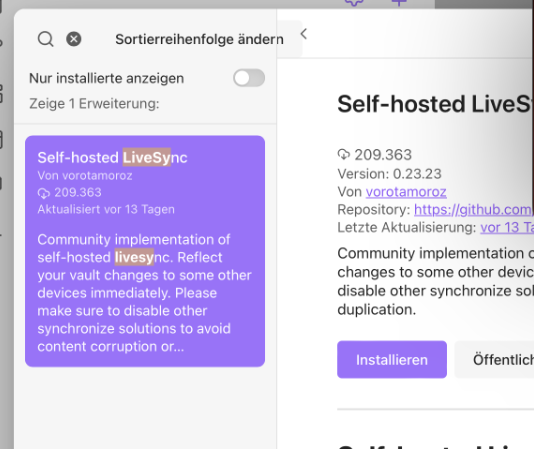 Sortierreihenfolge ändern
Nur installierte anzeigen
Zeige 1 Erweiterung:
Self-hosted LiveSync
Von vorotamoroz
209.363
Aktualisiert vor 13 Tagen
Community implementation of
self-hosted livesync. Reflect
your vault changes to some other
devices immediately. Please
make sure to disable other
synchronize solutions to avoid
content corruption or...
Self-hosted LiveS
209.363
Version: 0.23.23
Von vorotamoroz
Repository: https://github.com
Letzte Aktualisierung: vor 13 Ta
Community implementation o
changes to some other devic
disable other synchronize sol
duplication.
Installieren
Öffentlich